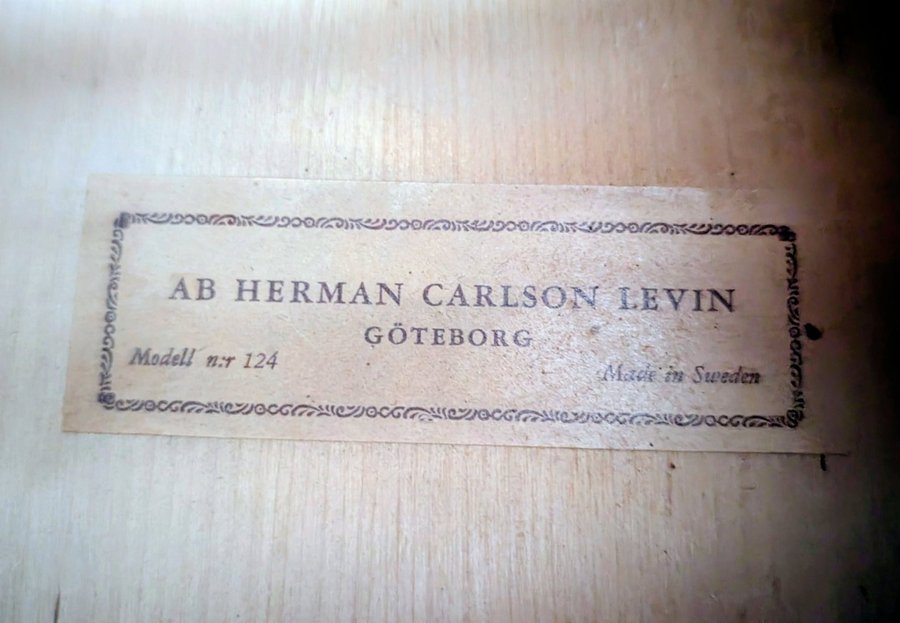 AB HERMAN CARLSON LEVIN
GÖTEBORG
Modell n:r 124
Made in Sweden